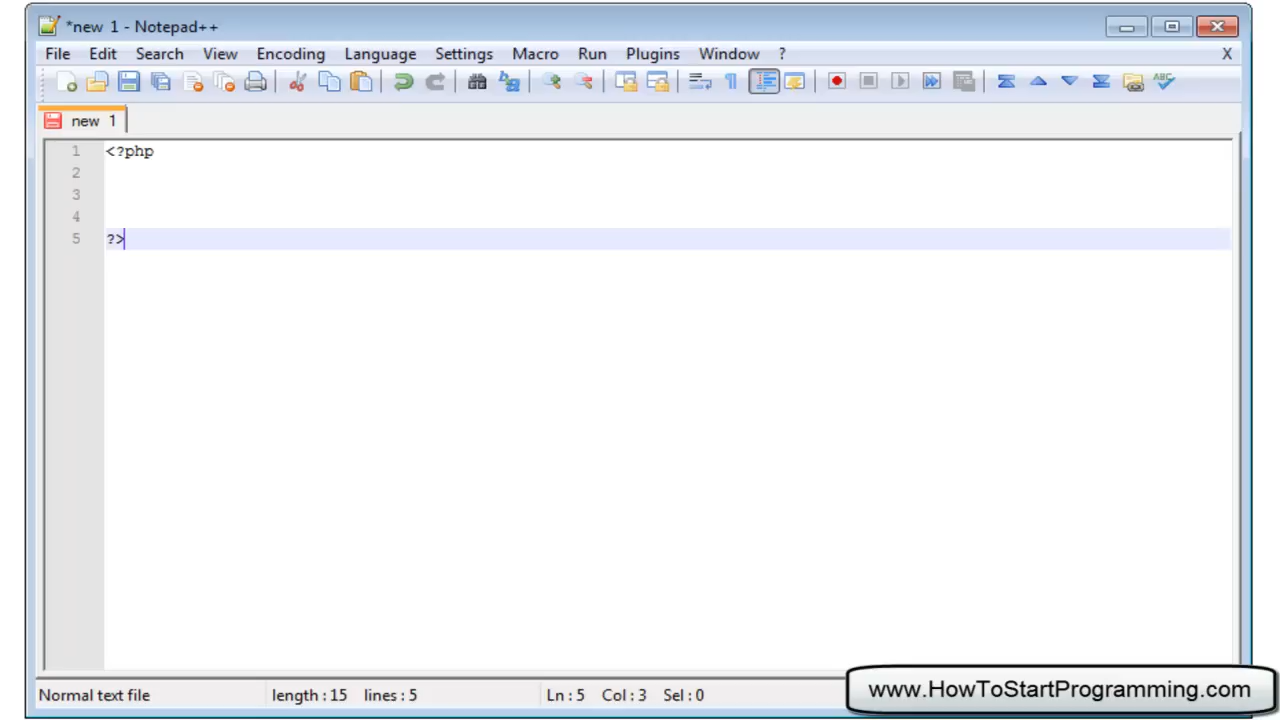 *new 1 - Notepad++
File Edit Search View Encoding Language Settings Macro Run Plugins Window ? X
ABC
new 1
1 <?php
2
3
4
5 ?>
Normal text file length : 15 lines : 5 Ln : 5 Col : 3 Sel : 0
www.HowToStartProgramming.com